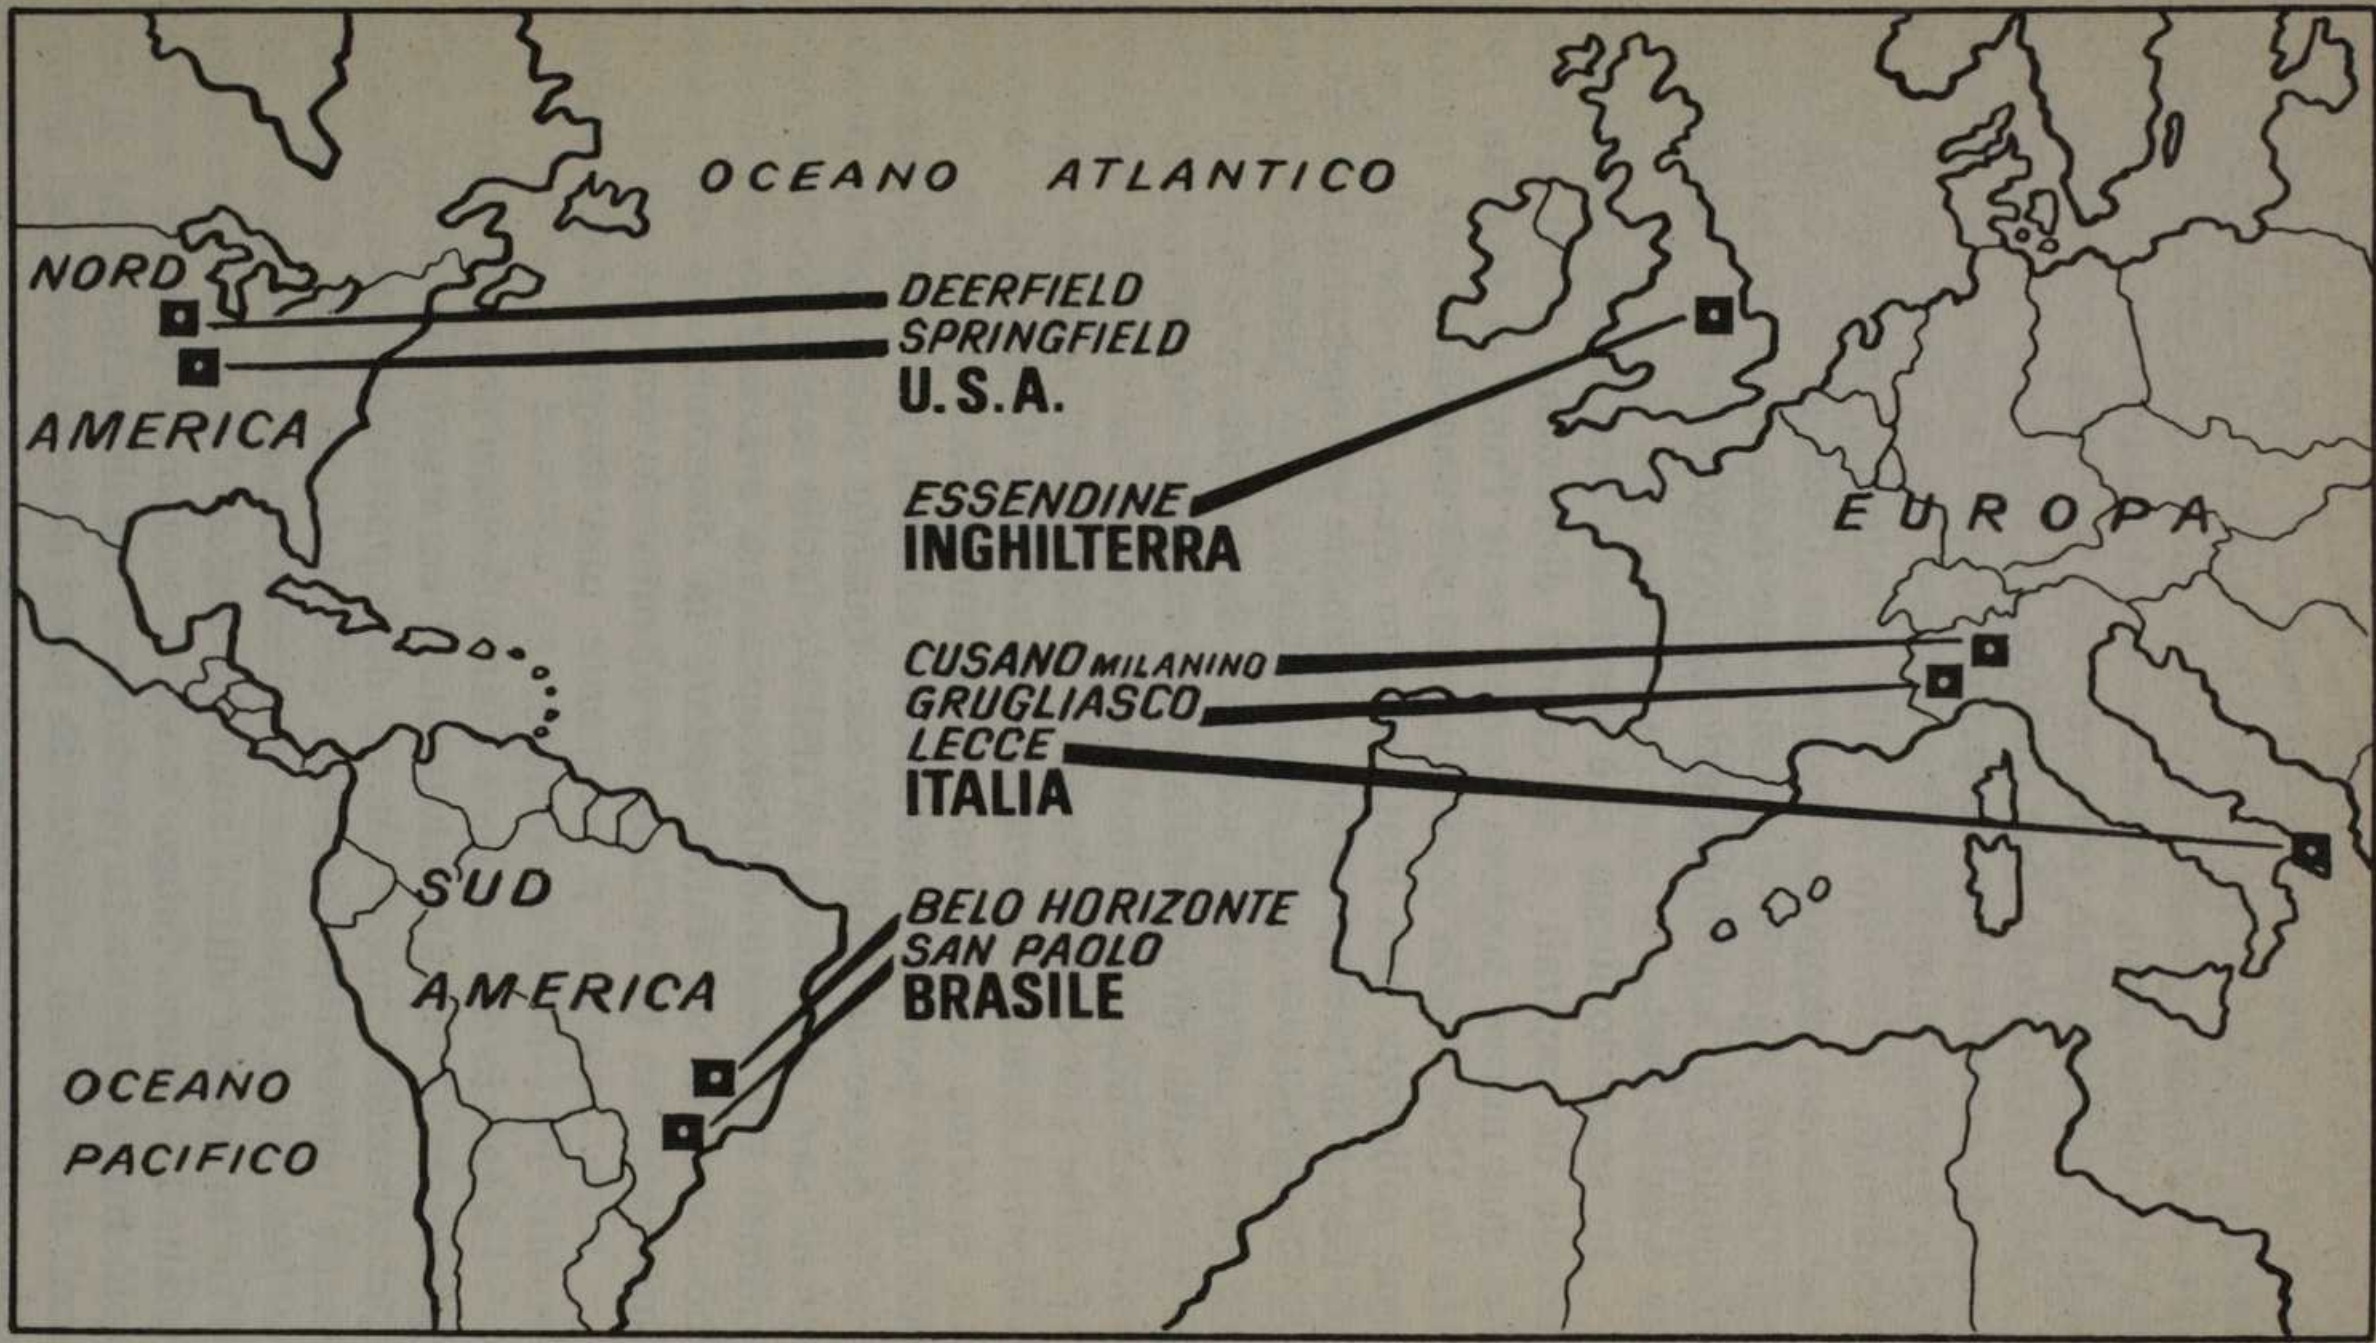 OCEANO ATLANTICO
NORD
AMERICA
DEERFIELD
SPRINGFIELD
U.S.A.
ESSENDINE
INGHILTERRA
EUROPA
CUSANO MILANINO
GRUGLIASCO
LECCE
ITALIA
SUD
AMERICA
BELO HORIZONTE
SAN PAOLO
BRASILE
OCEANO
PACIFICO